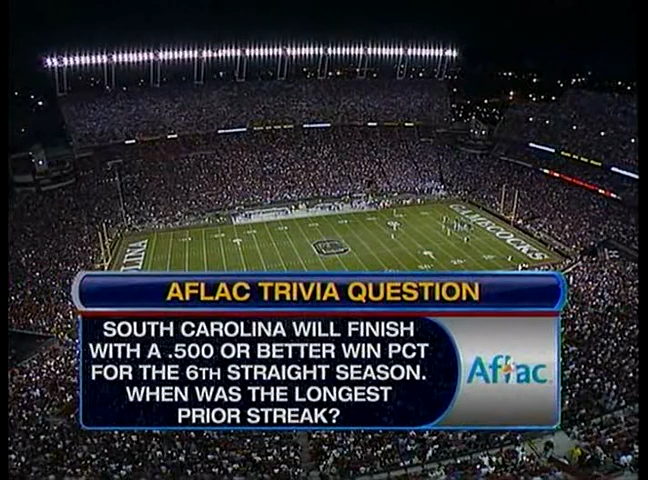 GAMECOCKS
AFLAC TRIVIA QUESTION
SOUTH CAROLINA WILL FINISH
WITH A .500 OR BETTER WIN PCT
FOR THE 6TH STRAIGHT SEASON.
WHEN WAS THE LONGEST
PRIOR STREAK?
Aflac